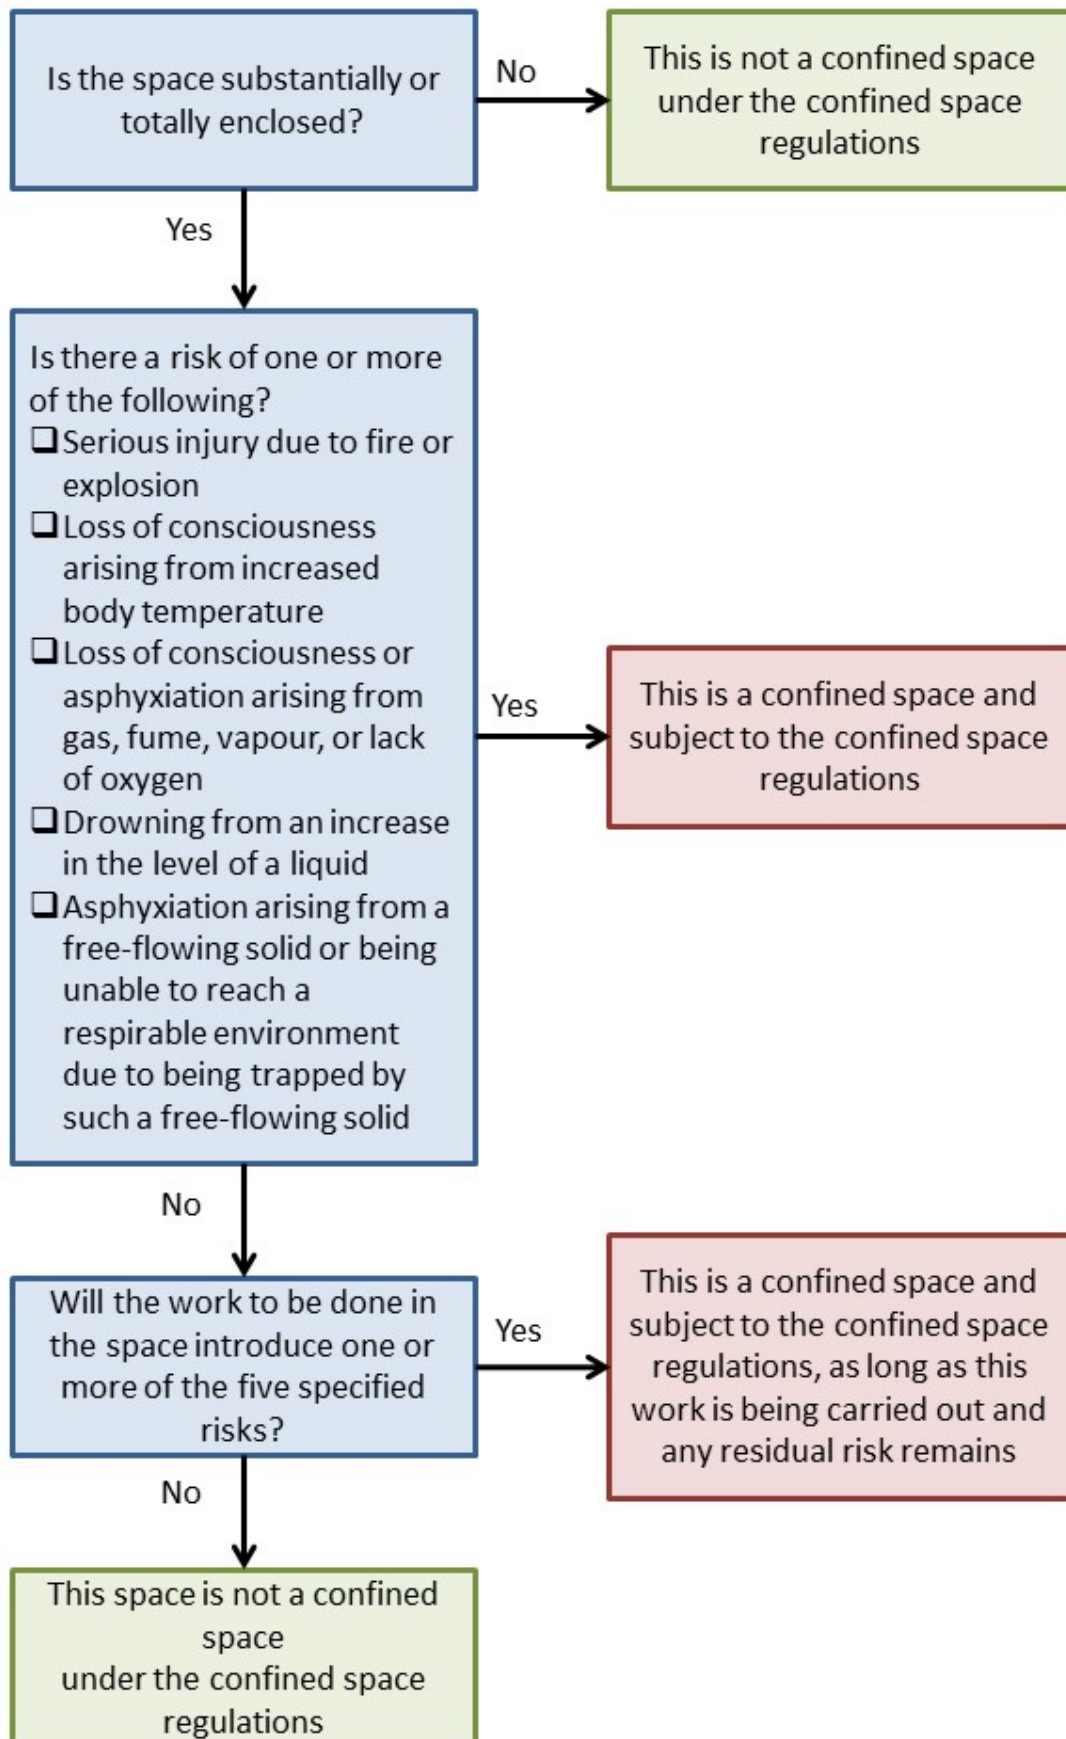 Is the space substantially or
totally enclosed?
No
This is not a confined space
under the confined space
regulations
Yes
Is there a risk of one or more
of the following?
❑Serious injury due to fire or
explosion
❑Loss of consciousness
arising from increased
body temperature
❑Loss of consciousness or
asphyxiation arising from
gas, fume, vapour, or lack
of oxygen
❑Drowning from an increase
in the level of a liquid
❑Asphyxiation arising from a
free-flowing solid or being
unable to reach a
respirable environment
due to being trapped by
such a free-flowing solid
Yes
This is a confined space and
subject to the confined space
regulations
No
Will the work to be done in
the space introduce one or
more of the five specified
risks?
Yes
This is a confined space and
subject to the confined space
regulations, as long as this
work is being carried out and
any residual risk remains
No
This space is not a confined
space
under the confined space
regulations